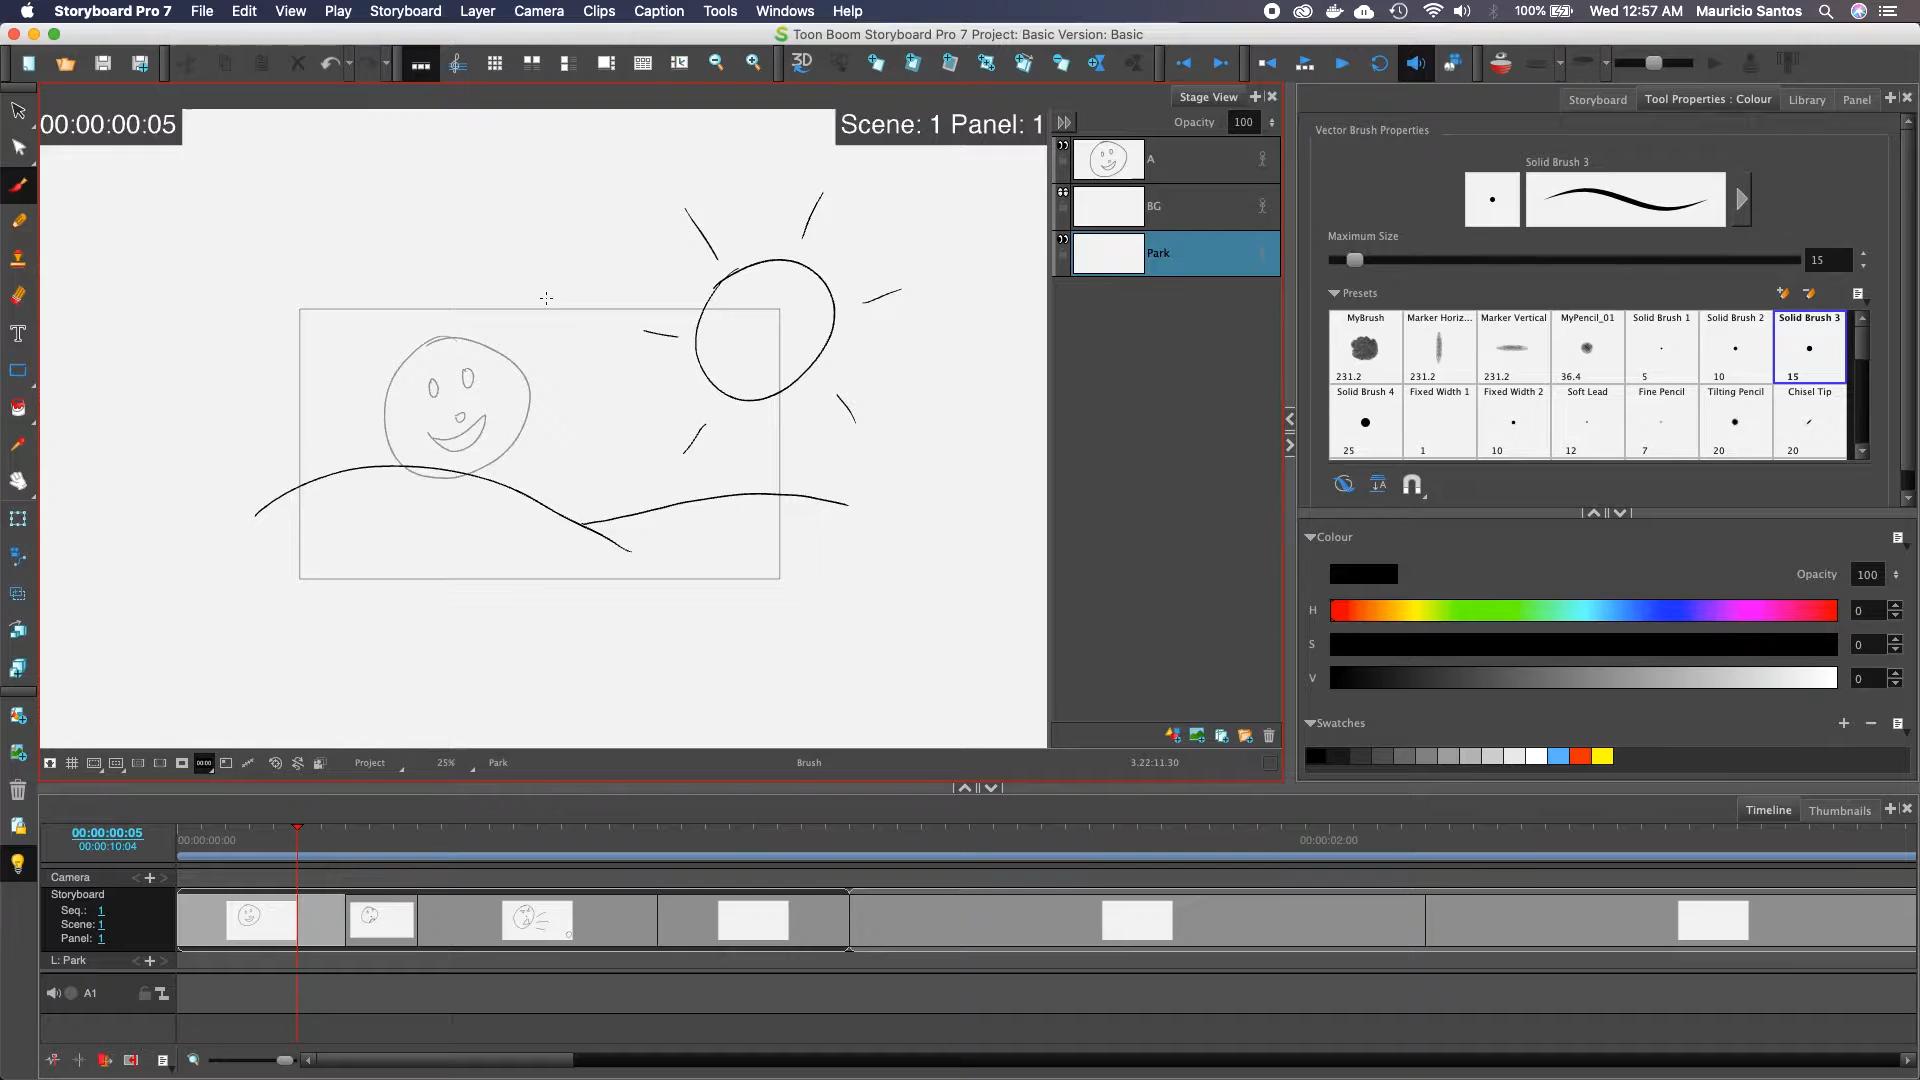 Storyboard Pro 7 File Edit View Play Storyboard Layer Camera Clips Caption Tools Windows Help 100% Wed 12:57 AM Mauricio Santos
Toon Boom Storyboard Pro 7 Project: Basic Version: Basic
3D
Stage View
Storyboard Tool Properties : Colour Library Panel
00:00:00:05 Scene: 1 Panel: 1
Opacity 100
A
BG
Park
Vector Brush Properties
Solid Brush 3
Maximum Size
15
Presets
MyBrush Marker Horiz... Marker Vertical MyPencil_01 Solid Brush 1 Solid Brush 2 Solid Brush 3
231.2 231.2 231.2 36.4 5 10 15
Solid Brush 4 Fixed Width 1 Fixed Width 2 Soft Lead Fine Pencil Tilting Pencil Chisel Tip
25 1 10 12 7 20 20
Colour
Opacity 100
H 0
S 0
V 0
Swatches
00:00 Project 25% Park Brush 3.22:11.30
Timeline Thumbnails
00:00:00:05
00:00:10:04
00:00:00:00 00:00:02:00
Camera
Storyboard
Seq.: 1
Scene: 1
Panel: 1
L: Park
A1